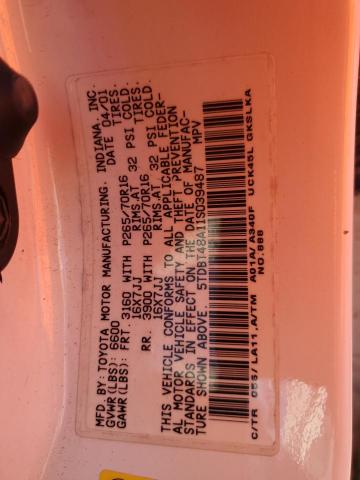 MFD.BY:TOYOTA MOTOR MANUFACTURING, INDIANA, INC.
GVWR(LBS): 6600 DATE 04/01
GAWR(LBS): FRT. 3160 WITH P265/70R16 TIRES.
16X7JJ RIMS,AT 32 PSI COLD.
RR. 3900 WITH P265/70R16 TIRES.
16X7JJ RIMS,AT 32 PSI COLD.
THIS VEHICLE CONFORMS TO ALL APPLICABLE FEDER-
AL MOTOR VEHICLE SAFETY AND THEFT PREVENTION
STANDARDS IN EFFECT ON THE DATE OF MANUFAC-
TURE SHOWN ABOVE. 5TDBT48A11S039487 MPV
C/TR 056/LA11.A/TM A01A/A340F UCK45L GKSLKA
NO.888